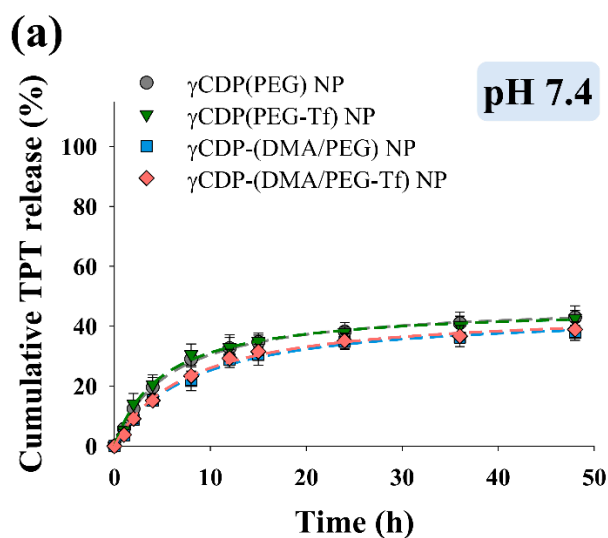 (a)
γCDP(PEG) NP
γCDP(PEG-Tf) NP
γCDP-(DMA/PEG) NP
γCDP-(DMA/PEG-Tf) NP
pH 7.4
Cumulative TPT release (%)
100
80
60
40
20
0
0 10 20 30 40 50
Time (h)